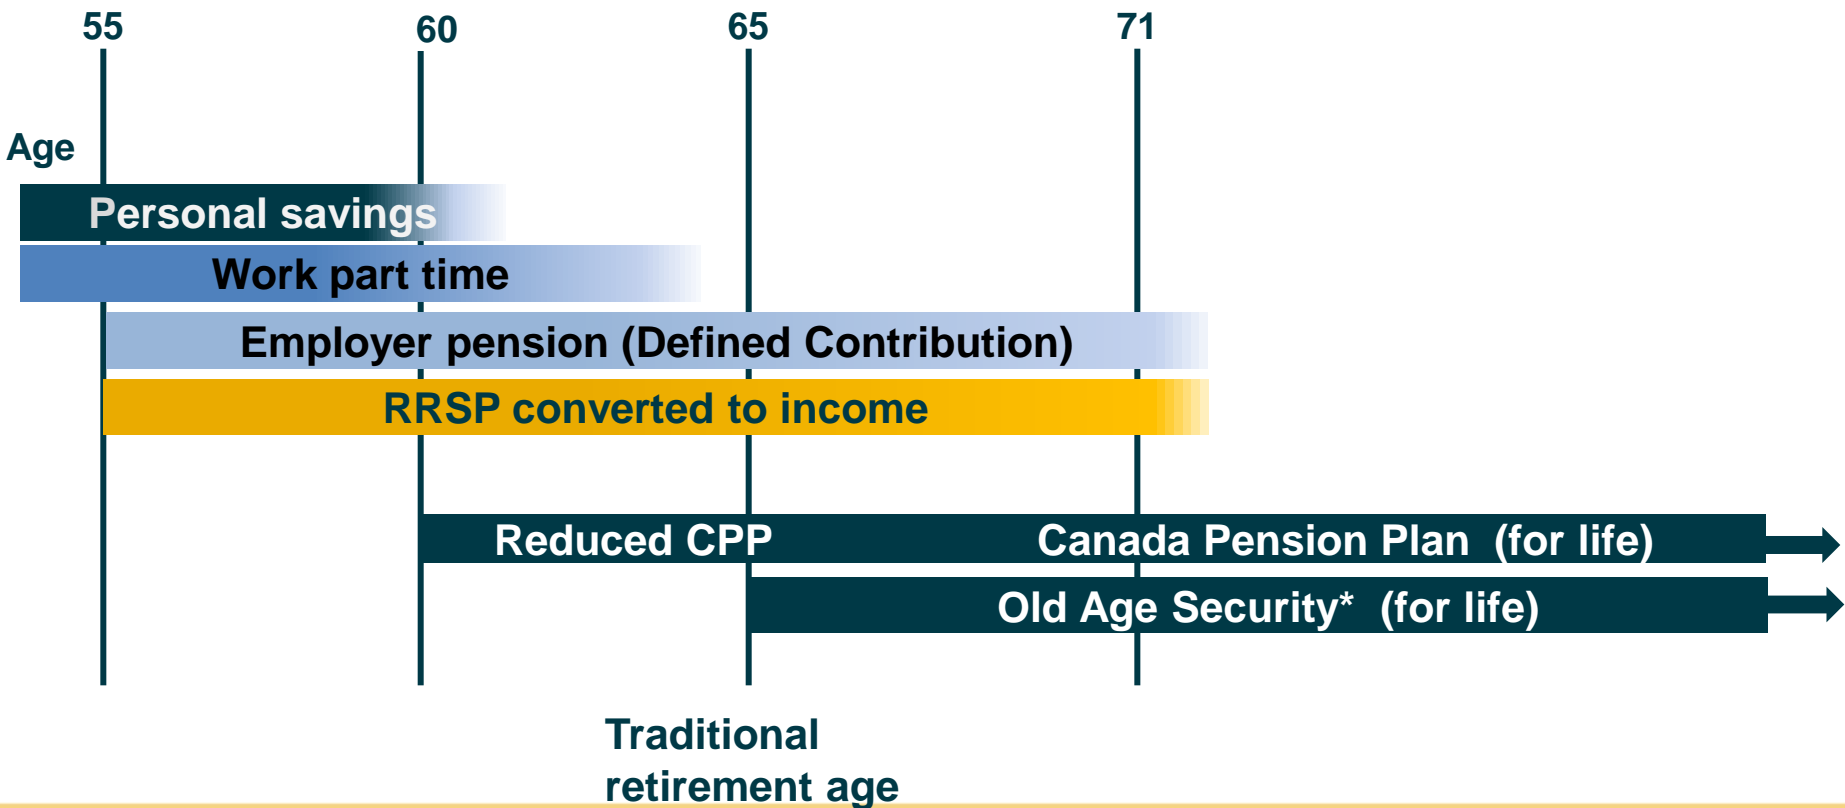 55 60 65 71
Age
Personal savings
Work part time
Employer pension (Defined Contribution)
RRSP converted to income
Reduced CPP Canada Pension Plan (for life)
Old Age Security* (for life)
Traditional
retirement age